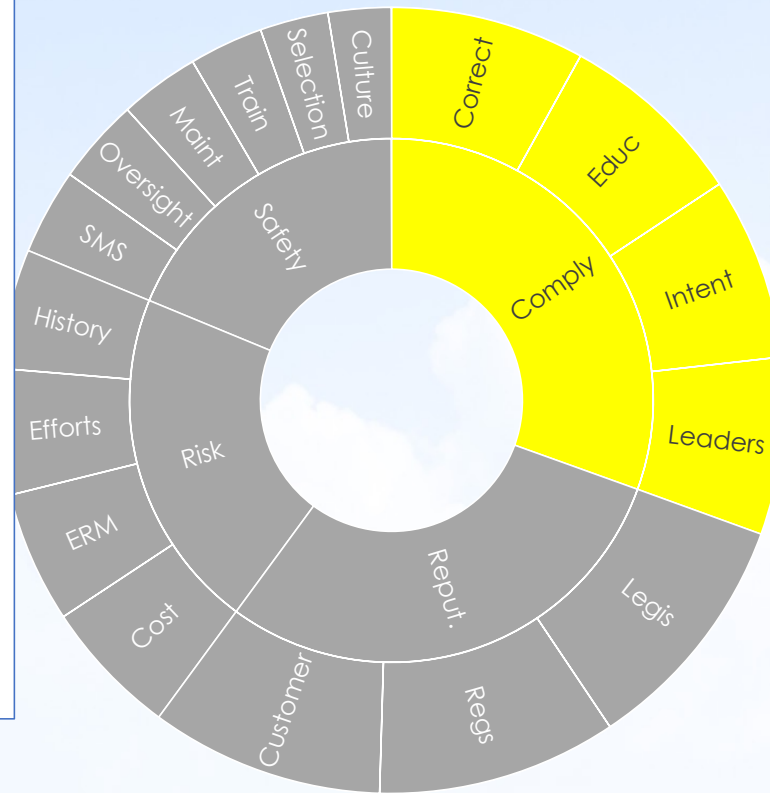 Correct
Educ
Intent
Leaders
Comply
Legis
Regs
Customer
Reput.
Cost
ERM
Efforts
History
Risk
SMS
Oversight
Maint
Train
Selection
Culture
Safety